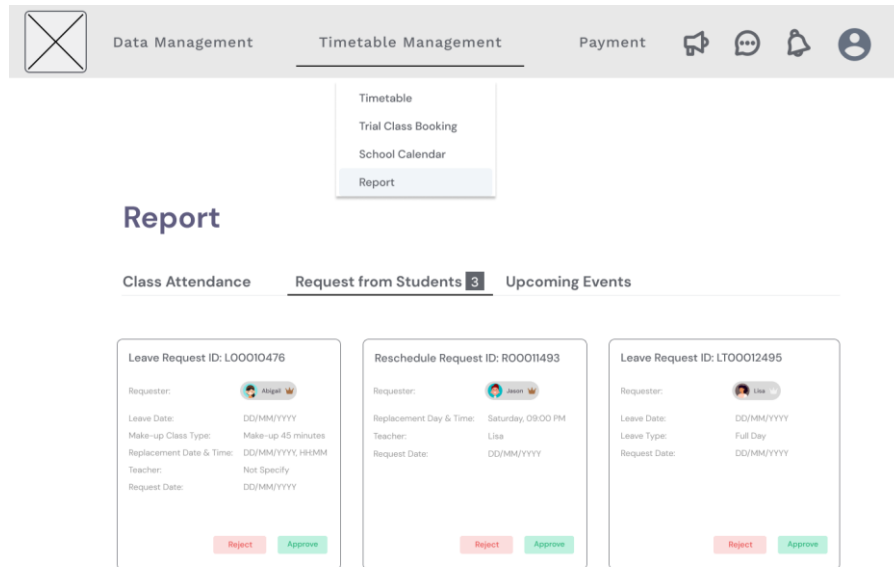 Data Management Timetable Management Payment
Timetable
Trial Class Booking
School Calendar
Report
Report
Class Attendance Request from Students 3 Upcoming Events
Leave Request ID: L00010476
Requester: Abigail
Leave Date: DD/MM/YYYY
Make-up Class Type: Make-up 45 minutes
Replacement Date & Time: DD/MM/YYYY, HH:MM
Teacher: Not Specify
Request Date: DD/MM/YYYY
Reject Approve
Reschedule Request ID: R00011493
Requester: Jason
Replacement Day & Time: Saturday, 09:00 PM
Teacher: Lisa
Request Date: DD/MM/YYYY
Reject Approve
Leave Request ID: LT00012495
Requester: Lisa
Leave Date: DD/MM/YYYY
Leave Type: Full Day
Request Date: DD/MM/YYYY
Reject Approve